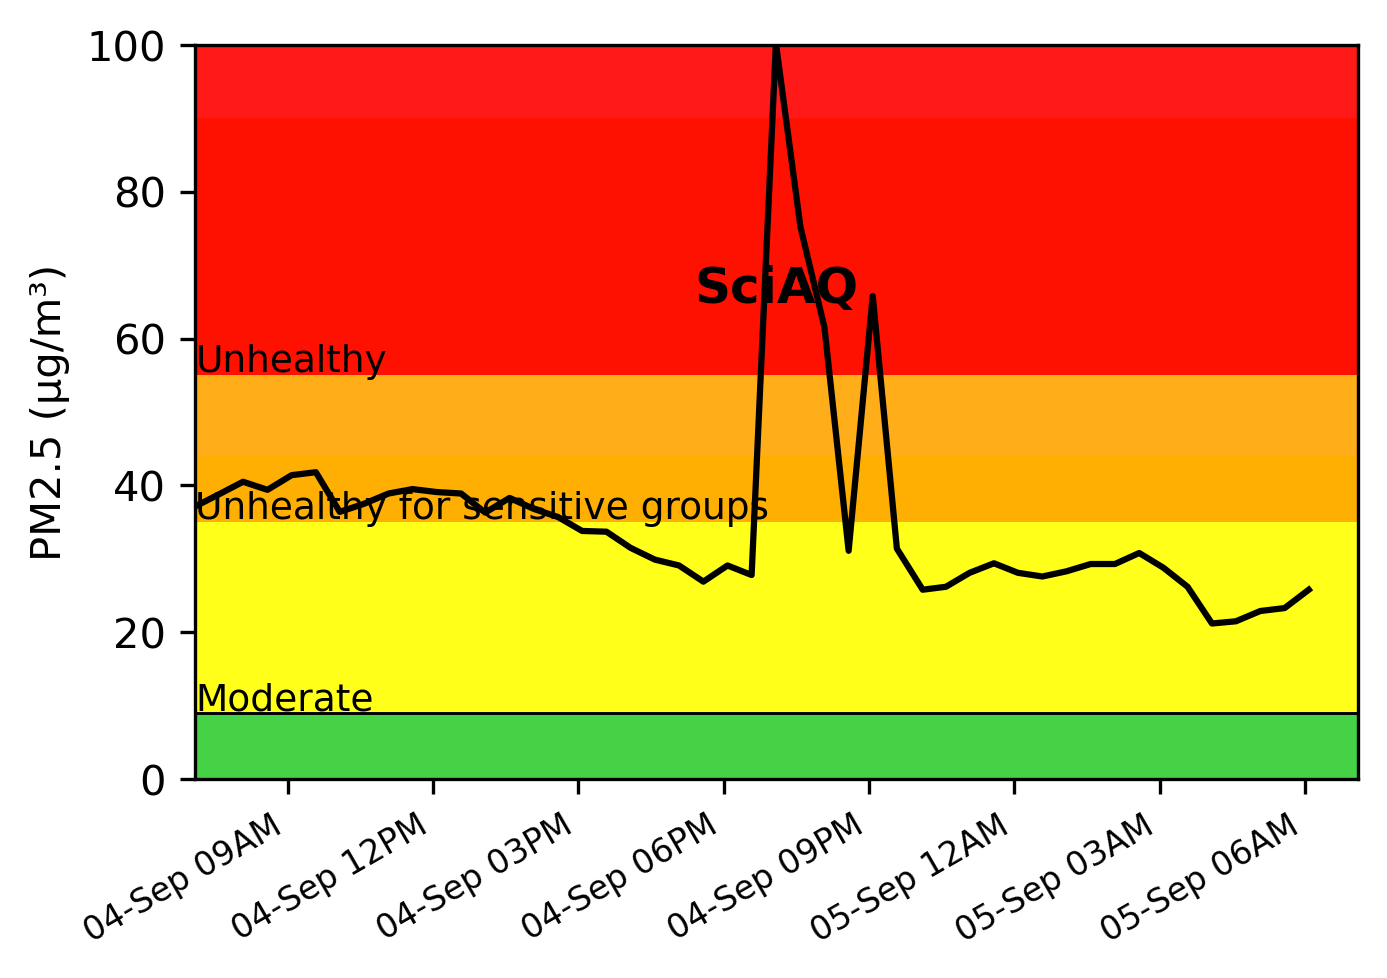 100
80
60
40
20
0
PM2.5 (µg/m³)
SciAQ
Unhealthy
Unhealthy for sensitive groups
Moderate
04-Sep 09AM
04-Sep 12PM
04-Sep 03PM
04-Sep 06PM
04-Sep 09PM
05-Sep 12AM
05-Sep 03AM
05-Sep 06AM